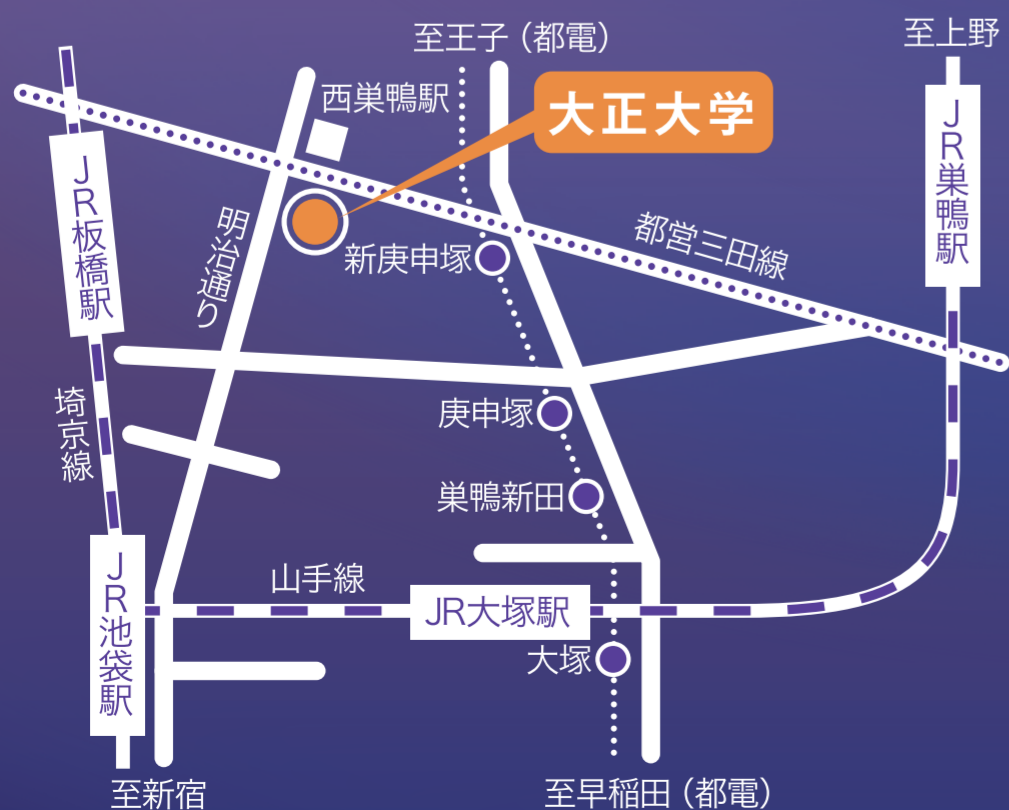 至王子（都電）
至上野
西巣鴨駅
大正大学
JR巣鴨駅
JR板橋駅
明治通り
新庚申塚
都営三田線
埼京線
庚申塚
巣鴨新田
JR池袋駅
山手線
JR大塚駅
大塚
至新宿
至早稲田（都電）